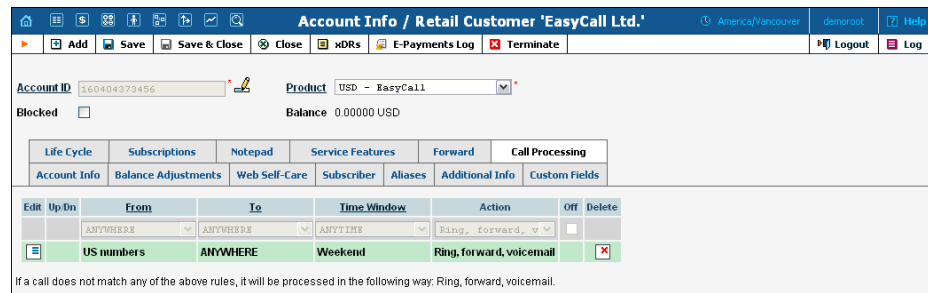 Account Info / Retail Customer 'EasyCall Ltd.' America/Vancouver demoroot ? Help
Add Save Save & Close Close xDRs E-Payments Log Terminate Logout Log
Account ID 160404373456 * Product USD - EasyCall *
Blocked Balance 0.00000 USD
Life Cycle Subscriptions Notepad Service Features Forward Call Processing
Account Info Balance Adjustments Web Self-Care Subscriber Aliases Additional Info Custom Fields
Edit Up/Dn From To Time Window Action Off Delete
ANYWHERE ANYWHERE ANYTIME Ring, forward, v
US numbers ANYWHERE Weekend Ring, forward, voicemail
If a call does not match any of the above rules, it will be processed in the following way: Ring, forward, voicemail.